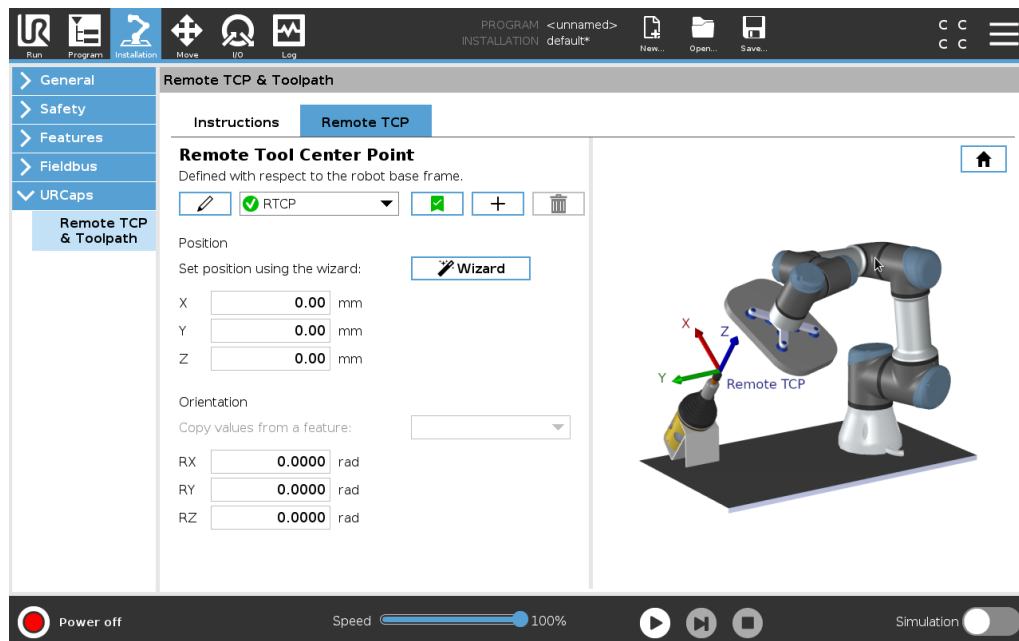 PROGRAM <unnamed>
INSTALLATION default*
UR
Run
Program
Installation
Move
I/O
Log
New...
Open...
Save...
C C
C C
General
Safety
Features
Fieldbus
URCaps
Remote TCP
& Toolpath
Remote TCP & Toolpath
Instructions
Remote TCP
Remote Tool Center Point
Defined with respect to the robot base frame.
RTCP
Position
Set position using the wizard:
Wizard
X 0.00 mm
Y 0.00 mm
Z 0.00 mm
Orientation
Copy values from a feature:
RX 0.0000 rad
RY 0.0000 rad
RZ 0.0000 rad
X
Z
Y
Remote TCP
Power off
Speed
100%
Simulation